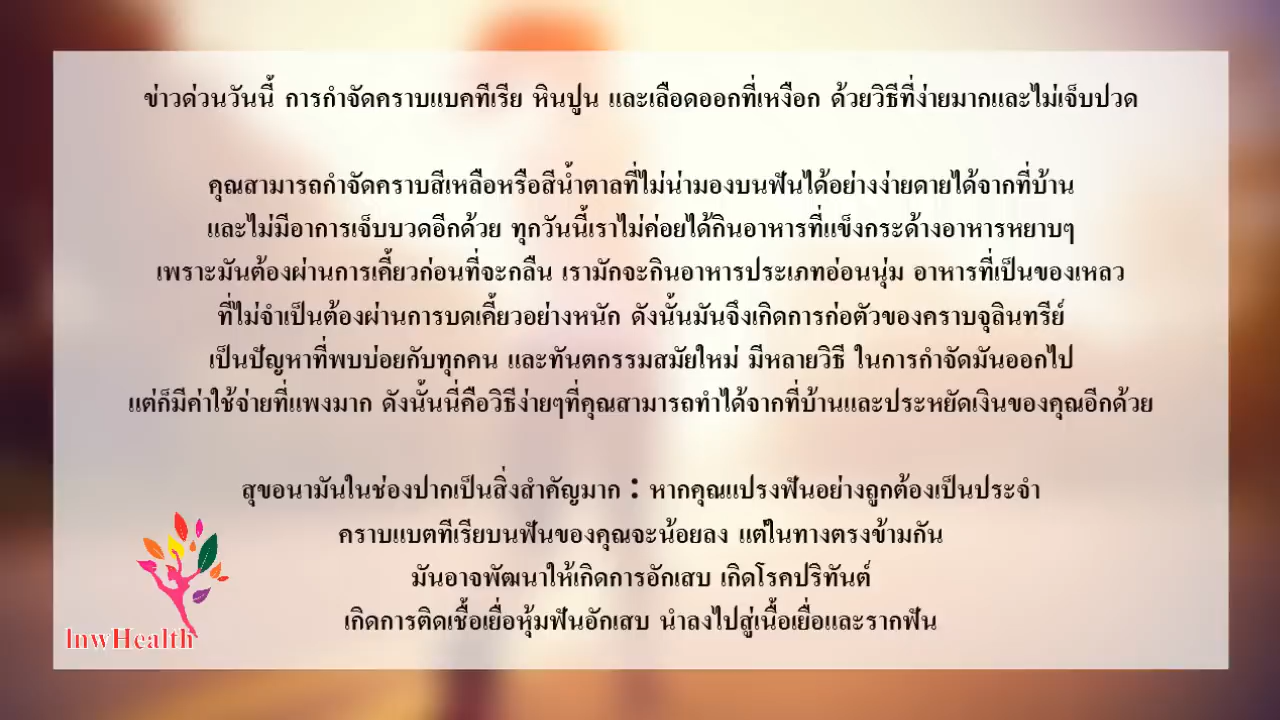 ข่าวด่วนวันนี้ การกำจัดคราบแบคทีเรีย หินปูน และเลือดออกที่เหงือก ด้วยวิธีที่ง่ายมากและไม่เจ็บปวด
คุณสามารถกำจัดคราบสีเหลือหรือสีน้ำตาลที่ไม่น่ามองบนฟันได้อย่างง่ายดายได้จากที่บ้าน
และไม่มีอาการเจ็บบวดอีกด้วย ทุกวันนี้เราไม่ค่อยได้กินอาหารที่แข็งกระด้างอาหารหยาบๆ
เพราะมันต้องผ่านการเคี้ยวก่อนที่จะกลืน เรามักจะกินอาหารประเภทอ่อนนุ่ม อาหารที่เป็นของเหลว
ที่ไม่จำเป็นต้องผ่านการบดเคี้ยวอย่างหนัก ดังนั้นมันจึงเกิดการก่อตัวของคราบจุลินทรีย์
เป็นปัญหาที่พบบ่อยกับทุกคน และทันตกรรมสมัยใหม่ มีหลายวิธี ในการกำจัดมันออกไป
แต่ก็มีค่าใช้จ่ายที่แพงมาก ดังนั้นนี่คือวิธีง่ายๆที่คุณสามารถทำได้จากที่บ้านและประหยัดเงินของคุณอีกด้วย
สุขอนามันในช่องปากเป็นสิ่งสำคัญมาก : หากคุณแปรงฟันอย่างถูกต้องเป็นประจำ
คราบแบตทีเรียบนฟันของคุณจะน้อยลง แต่ในทางตรงข้ามกัน
มันอาจพัฒนาให้เกิดการอักเสบ เกิดโรคปริทันต์
เกิดการติดเชื้อเยื่อหุ้มฟันอักเสบ นำลงไปสู่เนื้อเยื่อและรากฟัน
lnwHealth